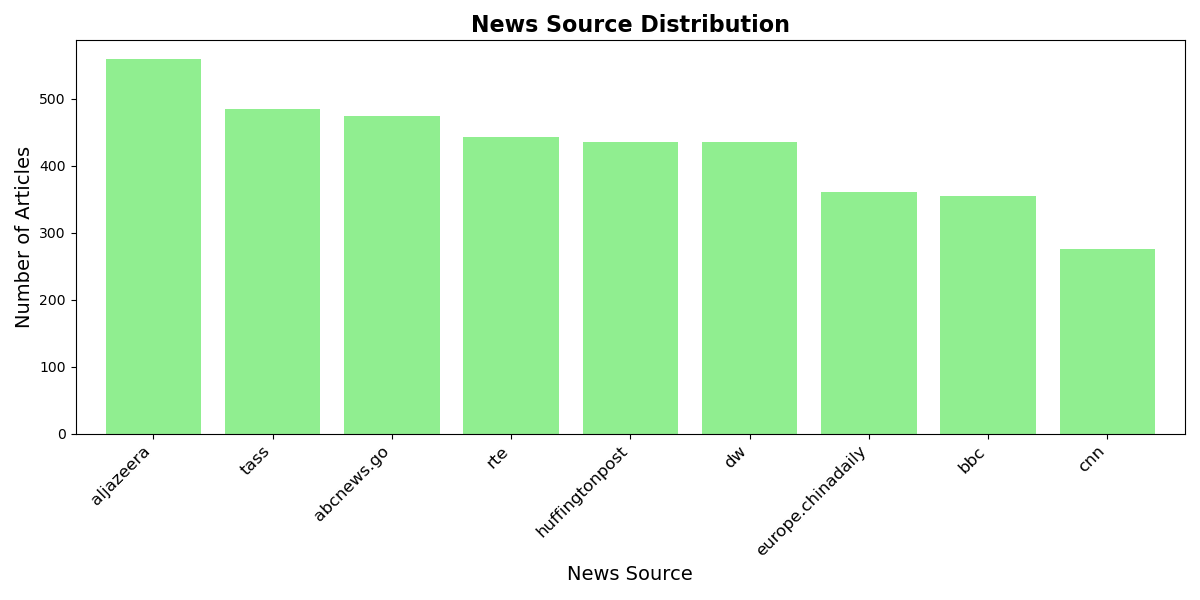 News Source Distribution
Number of Articles
500
400
300
200
100
0
aljazeera
tass
abcnews.go
rte
huffingtonpost
dw
europe.chinadaily
bbc
cnn
News Source